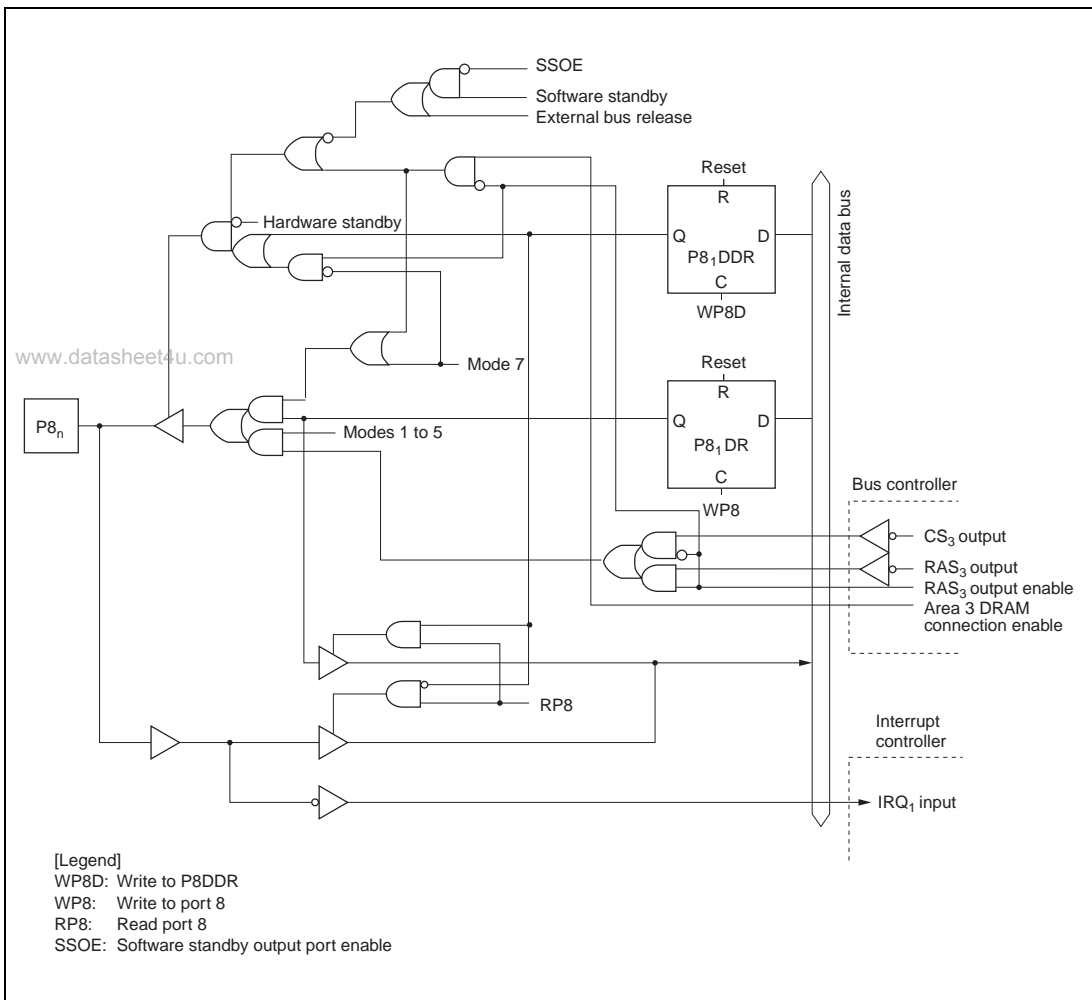 SSOE
Software standby
External bus release
Reset
R
Hardware standby
Q
D
P8₁DDR
C
WP8D
Internal data bus
www.datasheet4u.com
Mode 7
Reset
R
P8ₙ
Q
D
Modes 1 to 5
P8₁DR
C
WP8
Bus controller
CS₃ output
RAS₃ output
RAS₃ output enable
Area 3 DRAM
connection enable
RP8
Interrupt
controller
IRQ₁ input
[Legend]
WP8D: Write to P8DDR
WP8: Write to port 8
RP8: Read port 8
SSOE: Software standby output port enable